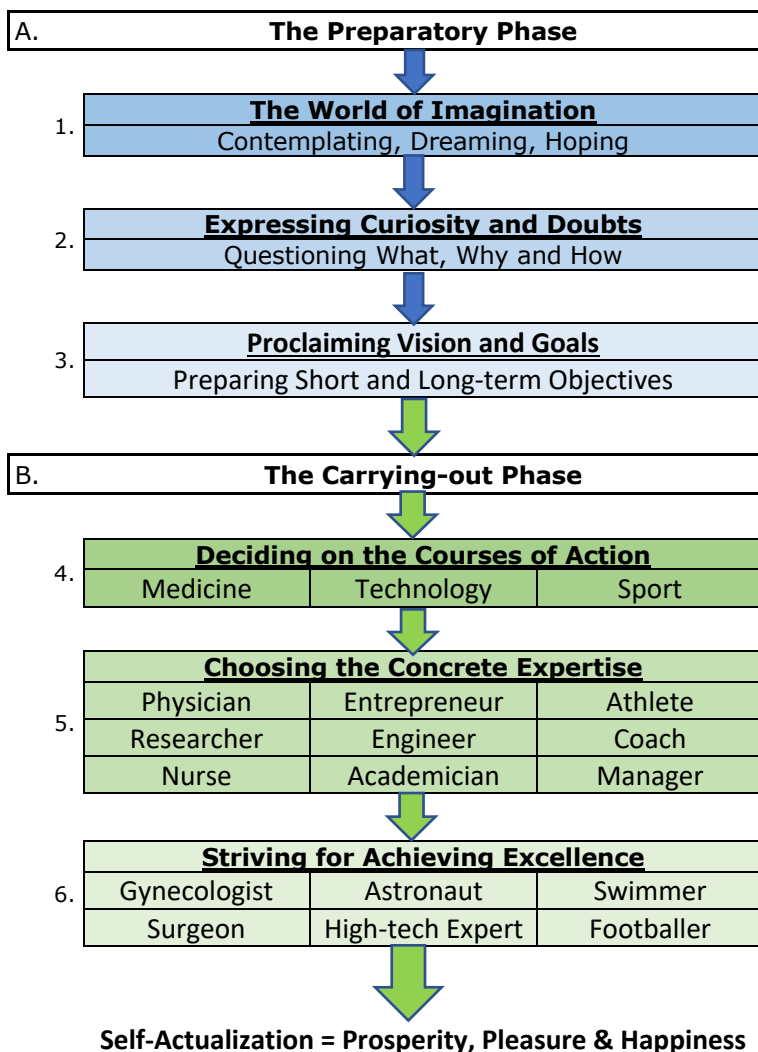 A. The Preparatory Phase
The World of Imagination
1.
Contemplating, Dreaming, Hoping
Expressing Curiosity and Doubts
2.
Questioning What, Why and How
Proclaiming Vision and Goals
3.
Preparing Short and Long-term Objectives
B. The Carrying-out Phase
Deciding on the Courses of Action
4.
Medicine Technology Sport
Choosing the Concrete Expertise
Physician Entrepreneur Athlete
5. Researcher Engineer Coach
Nurse Academician Manager
Striving for Achieving Excellence
6. Gynecologist Astronaut Swimmer
Surgeon High-tech Expert Footballer
Self-Actualization = Prosperity, Pleasure & Happiness